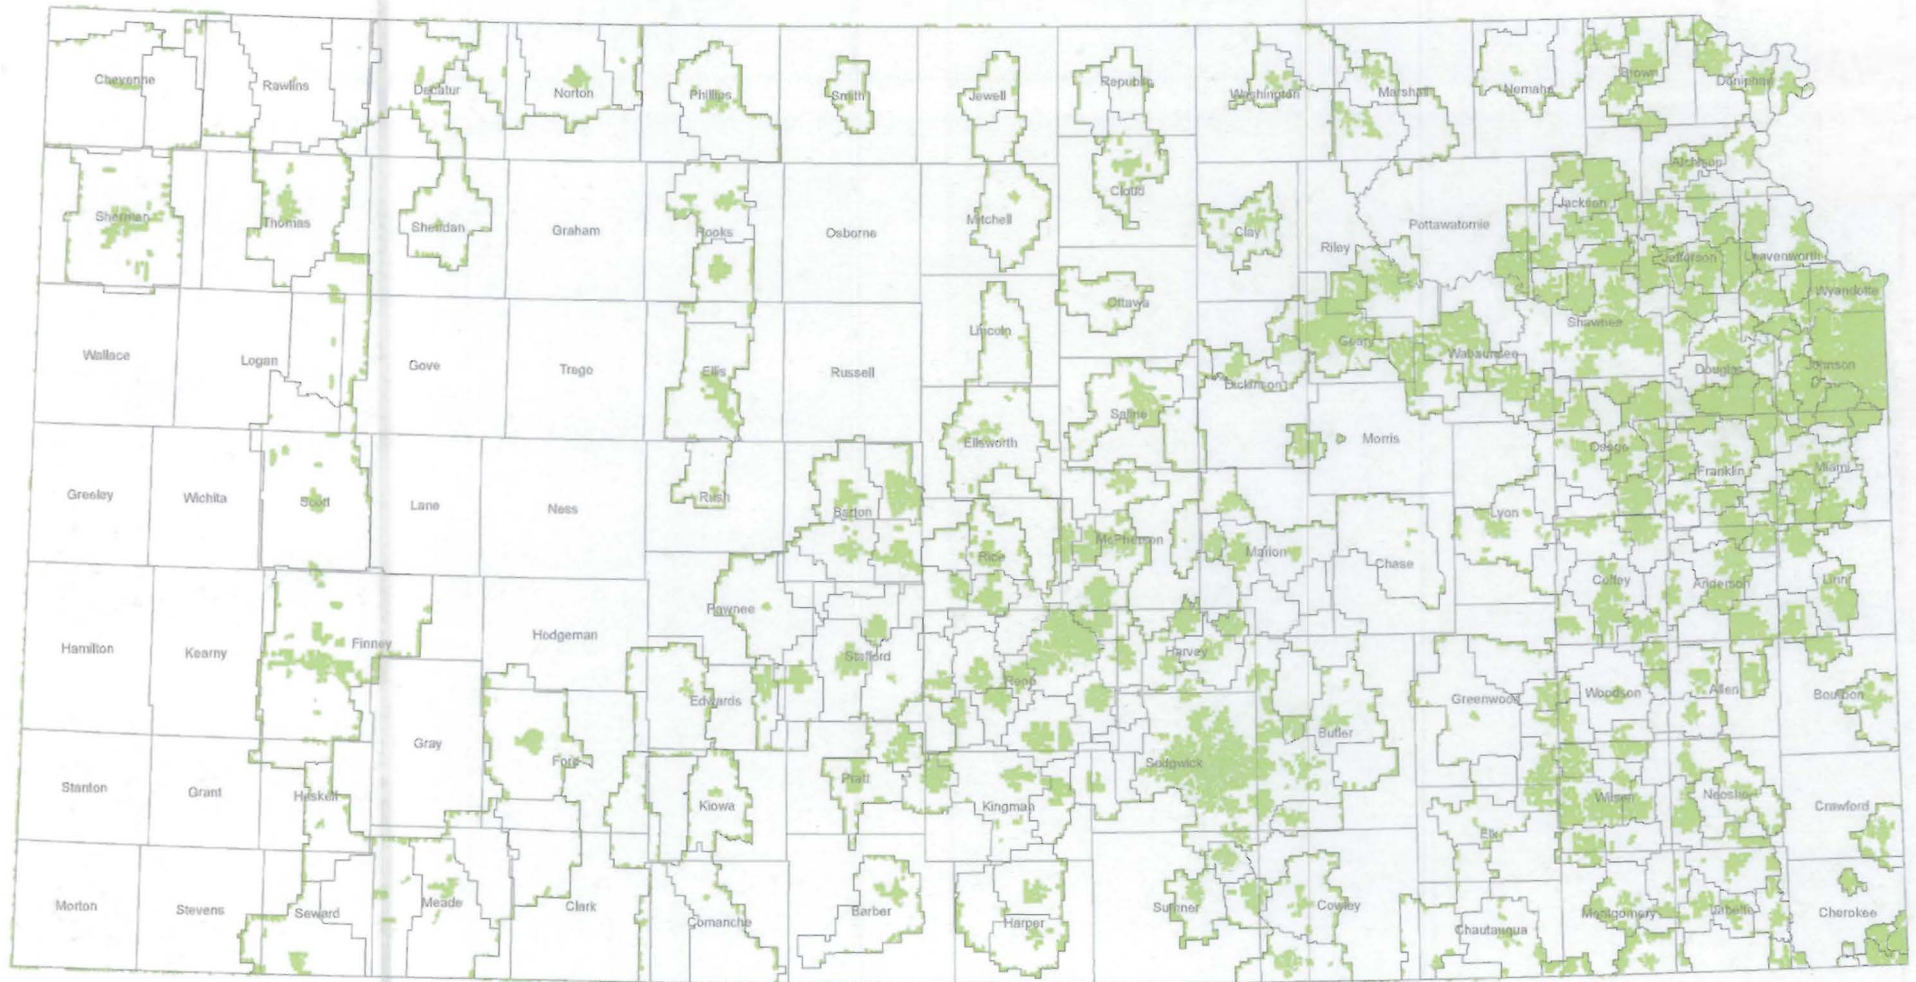 Cheyenne
Rawlins
Decatur
Norton
Phillips
Smith
Jewell
Republic
Washington
Marshall
Nemaha
Brown
Doniphan
Sherman
Thomas
Sheridan
Graham
Rooks
Osborne
Mitchell
Cloud
Clay
Riley
Pottawatomie
Jackson
Atchison
Jefferson
Leavenworth
Wyandotte
Wallace
Logan
Gove
Trego
Ellis
Russell
Lincoln
Ottawa
Saline
Dickinson
Geary
Wabaunsee
Shawnee
Douglas
Johnson
Greeley
Wichita
Scott
Lane
Ness
Rush
Barton
Ellsworth
Rice
McPherson
Marion
Morris
Chase
Lyon
Osage
Franklin
Miami
Hamilton
Kearny
Finney
Hodgeman
Pawnee
Stafford
Reno
Harvey
Coffey
Anderson
Linn
Stanton
Grant
Haskell
Gray
Ford
Edwards
Kiowa
Pratt
Kingman
Sedgwick
Butler
Greenwood
Woodson
Allen
Bourbon
Elk
Wilson
Neosho
Crawford
Morton
Stevens
Seward
Meade
Clark
Comanche
Barber
Harper
Sumner
Cowley
Chautauqua
Montgomery
Labette
Cherokee